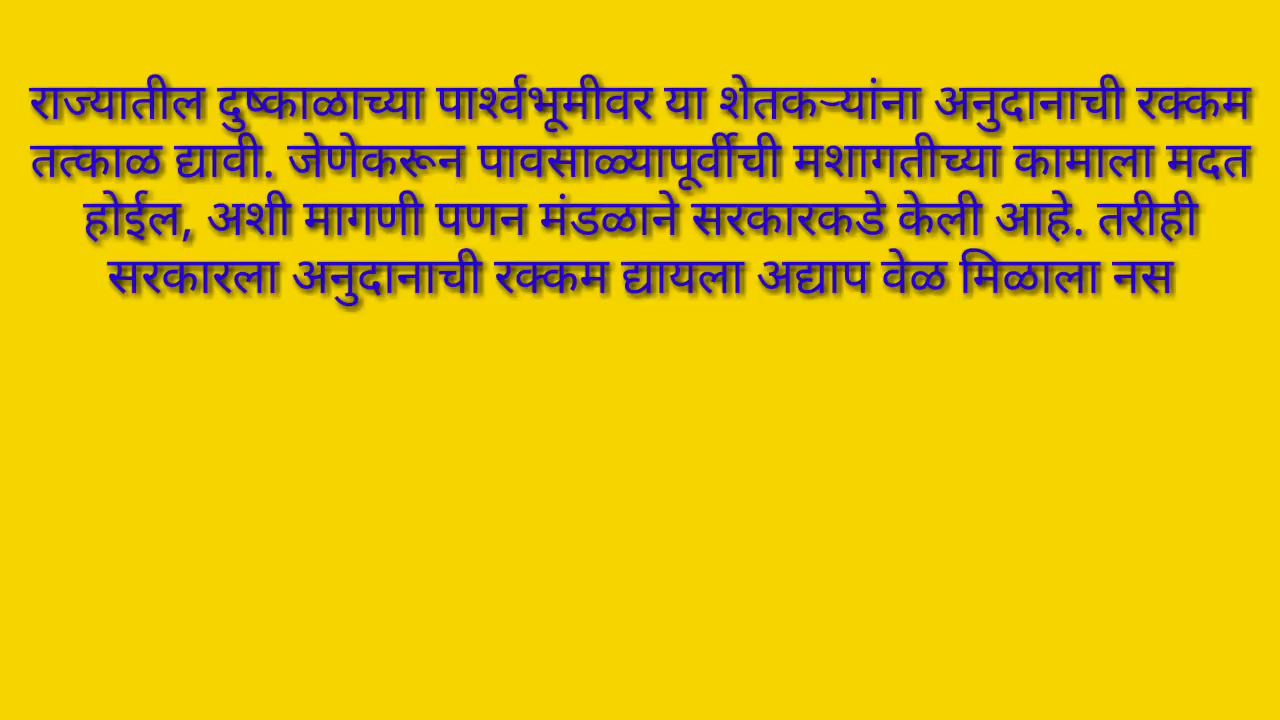 राज्यातील दुष्काळाच्या पार्श्वभूमीवर या शेतकऱ्यांना अनुदानाची रक्कम
तत्काळ द्यावी. जेणेकरून पावसाळ्यापूर्वीची मशागतीच्या कामाला मदत
होईल, अशी मागणी पणन मंडळाने सरकारकडे केली आहे. तरीही
सरकारला अनुदानाची रक्कम द्यायला अद्याप वेळ मिळाला नस